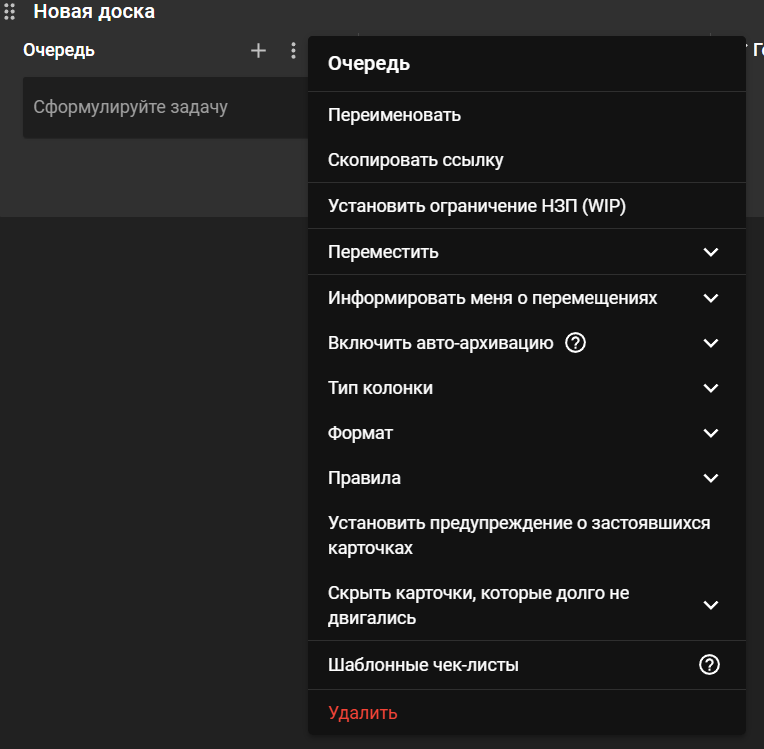 Новая доска
Очередь
Сформулируйте задачу
Очередь
Переименовать
Скопировать ссылку
Установить ограничение НЗП (WIP)
Переместить
Информировать меня о перемещениях
Включить авто-архивацию
Тип колонки
Формат
Правила
Установить предупреждение о застоявшихся
карточках
Скрыть карточки, которые долго не
двигались
Шаблонные чек-листы
Удалить